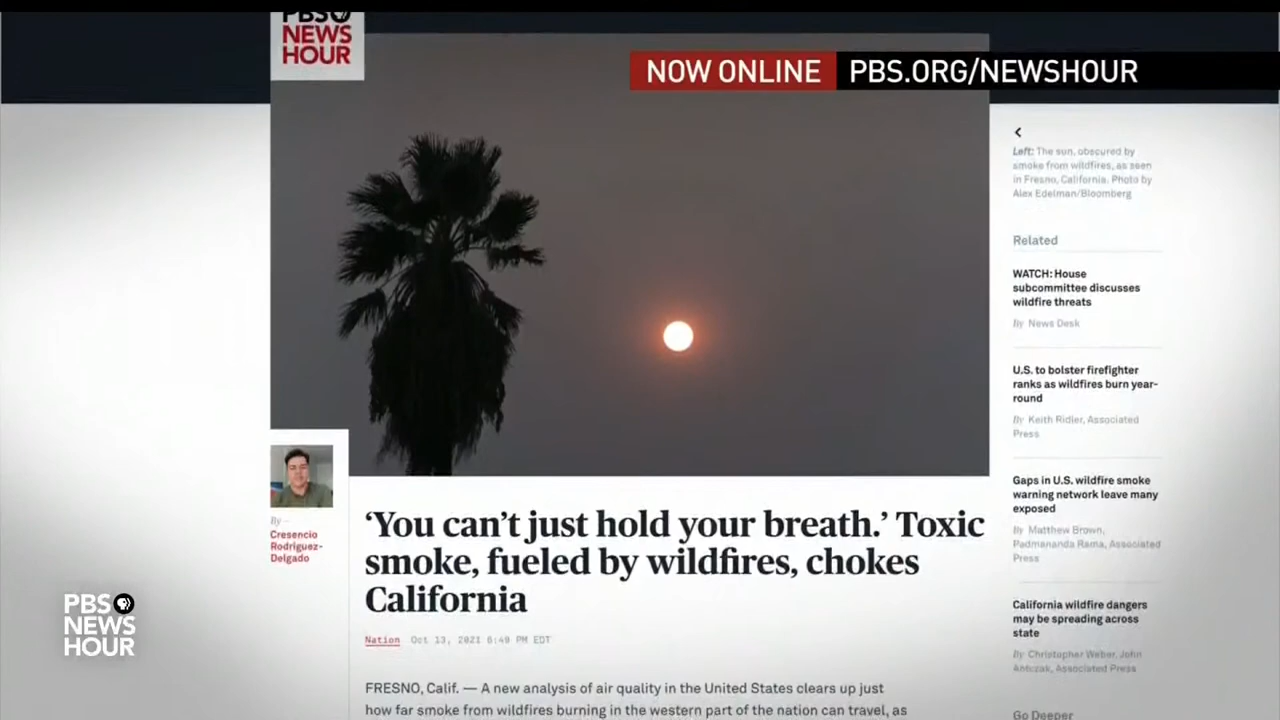 PBS
NEWS
HOUR
NOW ONLINE PBS.ORG/NEWSHOUR
Left: The sun, obscured by
smoke from wildfires, as seen
in Fresno, California. Photo by
Alex Edelman/Bloomberg
Related
WATCH: House
subcommittee discusses
wildfire threats
By News Desk
U.S. to bolster firefighter
ranks as wildfires burn year-
round
By Keith Ridler, Associated
Press
Gaps in U.S. wildfire smoke
warning network leave many
exposed
By Matthew Brown,
Padmananda Rama, Associated
Press
California wildfire dangers
may be spreading across
state
By Christopher Weber, John
Antczak, Associated Press
Go Deeper
By —
Cresencio
Rodriguez-
Delgado
‘You can’t just hold your breath.’ Toxic
smoke, fueled by wildfires, chokes
California
Nation Oct 13, 2021 6:49 PM EDT
FRESNO, Calif. — A new analysis of air quality in the United States clears up just
how far smoke from wildfires burning in the western part of the nation can travel, as
PBS
NEWS
HOUR